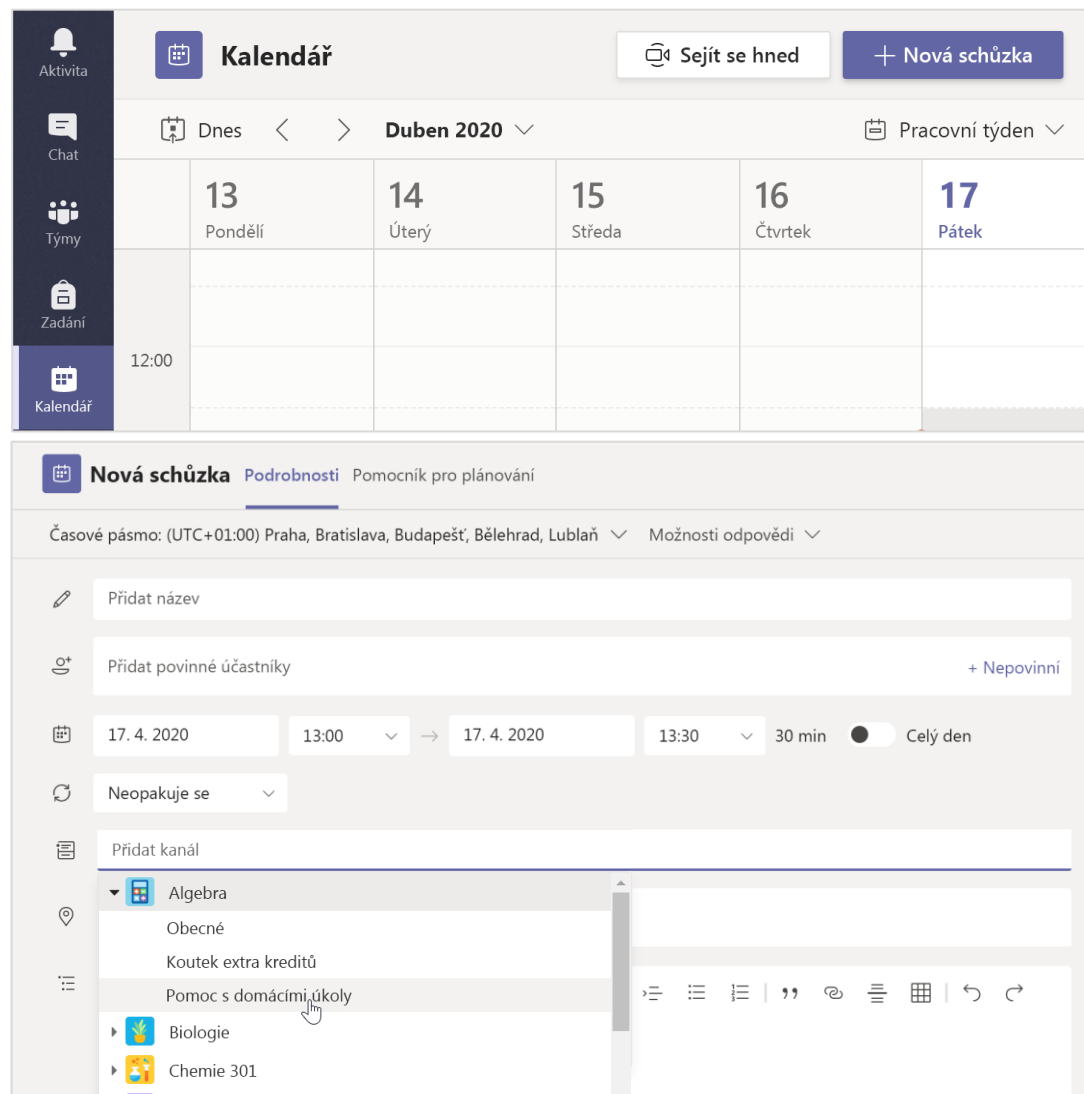 Aktivita
Chat
Týmy
Zadání
Kalendář
Kalendář
Sejít se hned
Nová schůzka
Dnes
Duben 2020
Pracovní týden
13
Pondělí
14
Úterý
15
Středa
16
Čtvrtek
17
Pátek
12:00
Nová schůzka Podrobnosti Pomocník pro plánování
Časové pásmo: (UTC+01:00) Praha, Bratislava, Budapešť, Bělehrad, Lublaň Možnosti odpovědi
Přidat název
Přidat povinné účastníky + Nepovinní
17. 4. 2020 13:00 → 17. 4. 2020 13:30 30 min Celý den
Neopakuje se
Přidat kanál
Algebra
Obecné
Koutek extra kreditů
Pomoc s domácími úkoly
Biologie
Chemie 301